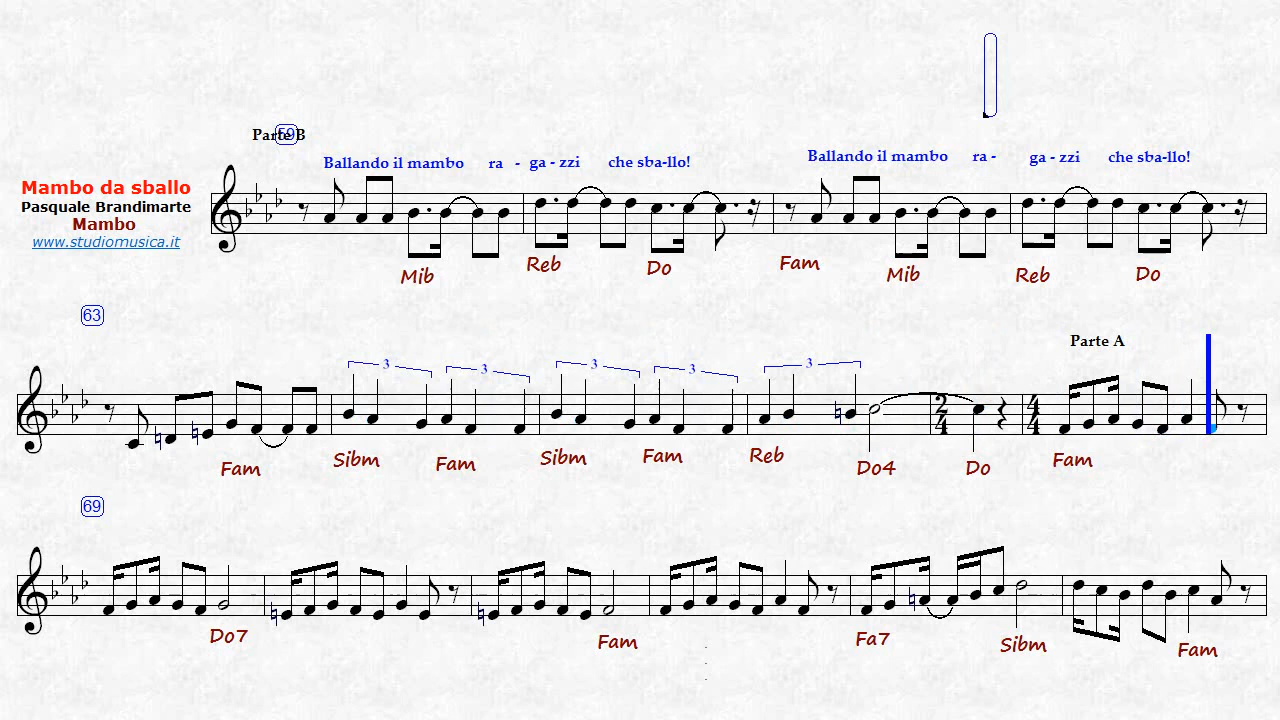 Parte B
59
Ballando il mambo ra - ga - zzi che sba-llo! Ballando il mambo ra - ga - zzi che sba-llo!
Mambo da sballo
Pasquale Brandimarte
Mambo
www.studiomusica.it
Mib Reb Do Fam Mib Reb Do
63
Parte A
3 3 3 3 3
2 4
4 4
Fam Sibm Fam Sibm Fam Reb Do4 Do Fam
69
Do7 Fam Fa7 Sibm Fam